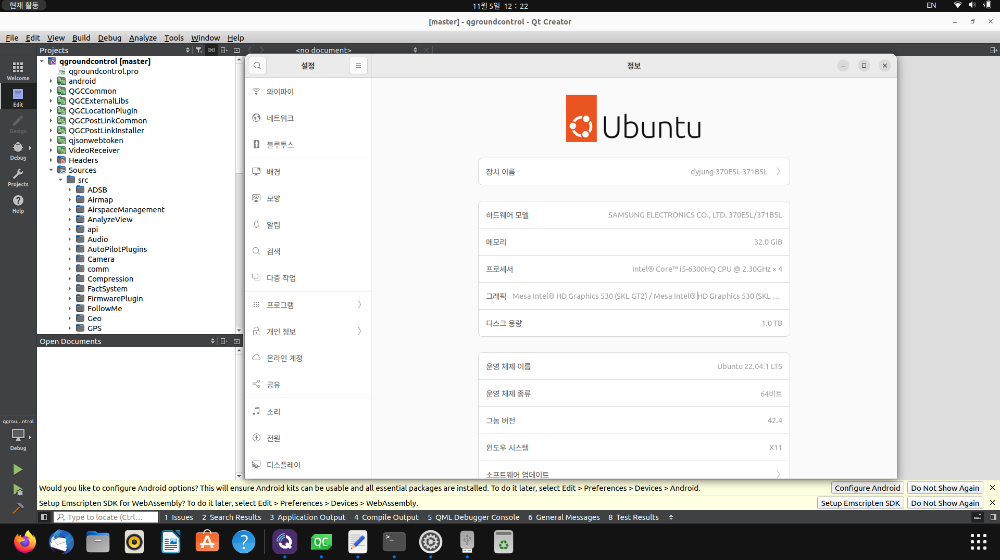 현재 활동
11월 5일 12 : 22
EN
[master] - qgroundcontrol - Qt Creator
File Edit View Build Debug Analyze Tools Window Help
Projects
<no document>
Welcome
Edit
Design
Debug
Projects
Help
qgroundcontrol [master]
qgroundcontrol.pro
android
QGCCommon
QGCExternalLibs
QGCLocationPlugin
QGCPostLinkCommon
QGCPostLinkInstaller
qjsonwebtoken
VideoReceiver
Headers
Sources
src
ADSB
Airmap
AirspaceManagement
AnalyzeView
api
Audio
AutoPilotPlugins
Camera
comm
Compression
FactSystem
FirmwarePlugin
FollowMe
Geo
GPS
Open Documents
qgrou...ntrol
Debug
설정
와이파이
네트워크
블루투스
배경
모양
알림
검색
다중 작업
프로그램
개인 정보
온라인 계정
공유
소리
전원
디스플레이
정보
Ubuntu
장치 이름 dyjung-370E5L-371B5L
하드웨어 모델 SAMSUNG ELECTRONICS CO., LTD. 370E5L/371B5L
메모리 32.0 GiB
프로세서 Intel® Core™ i5-6300HQ CPU @ 2.30GHz × 4
그래픽 Mesa Intel® HD Graphics 530 (SKL GT2) / Mesa Intel® HD Graphics 530 (SKL …
디스크 용량 1.0 TB
운영 체제 이름 Ubuntu 22.04.1 LTS
운영 체제 종류 64비트
그놈 버전 42.4
윈도우 시스템 X11
소프트웨어 업데이트
Would you like to configure Android options? This will ensure Android kits can be usable and all essential packages are installed. To do it later, select Edit > Preferences > Devices > Android. Configure Android Do Not Show Again
Setup Emscripten SDK for WebAssembly? To do it later, select Edit > Preferences > Devices > WebAssembly. Setup Emscripten SDK Do Not Show Again
Type to locate (Ctrl... 1 Issues 2 Search Results 3 Application Output 4 Compile Output 5 QML Debugger Console 6 General Messages 8 Test Results
QC